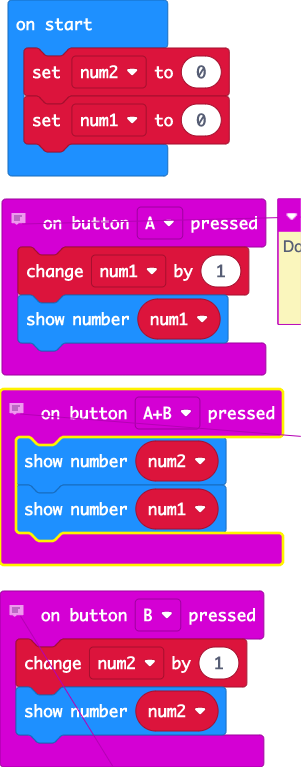 on start
set num2 to 0
set num1 to 0
on button A pressed
Do
change num1 by 1
show number num1
on button A+B pressed
show number num2
show number num1
on button B pressed
change num2 by 1
show number num2